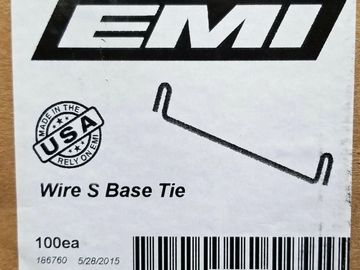 EMI
MADE IN THE
USA
RELY ON EMI
Wire S Base Tie
100ea
186760 5/28/2015